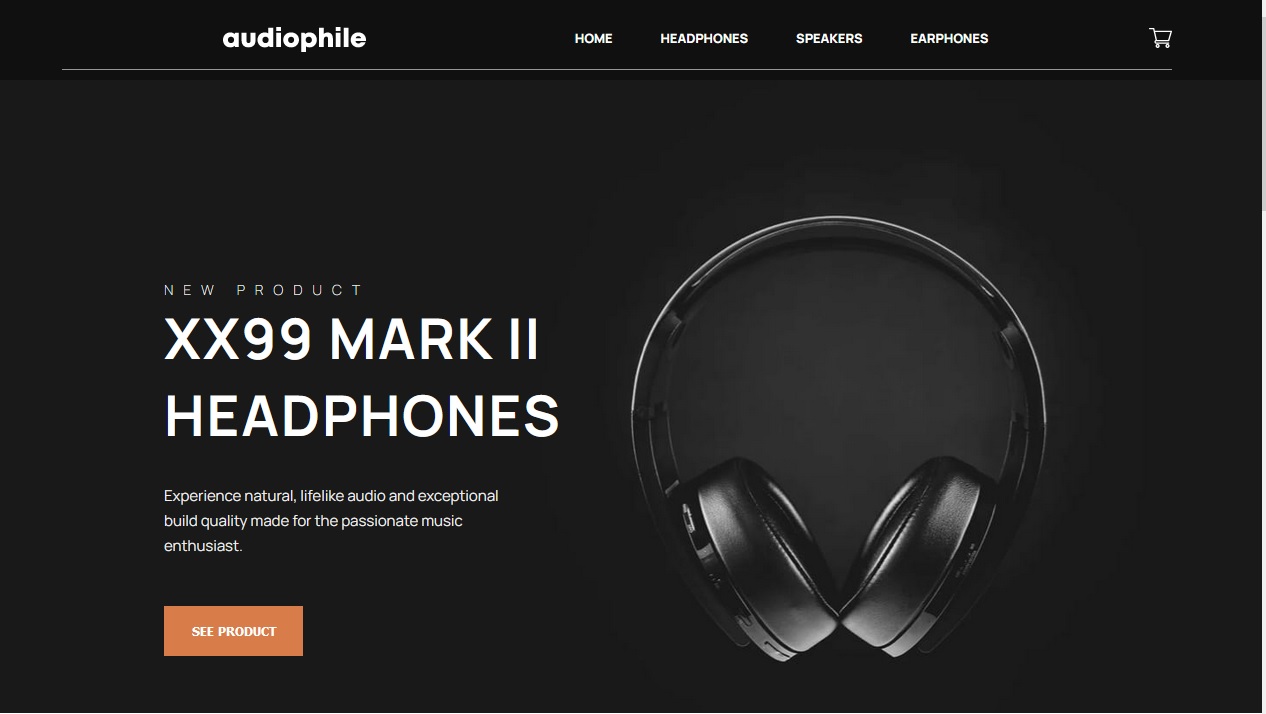 audiophile
HOME HEADPHONES SPEAKERS EARPHONES
NEW PRODUCT
XX99 MARK II
HEADPHONES
Experience natural, lifelike audio and exceptional
build quality made for the passionate music
enthusiast.
SEE PRODUCT